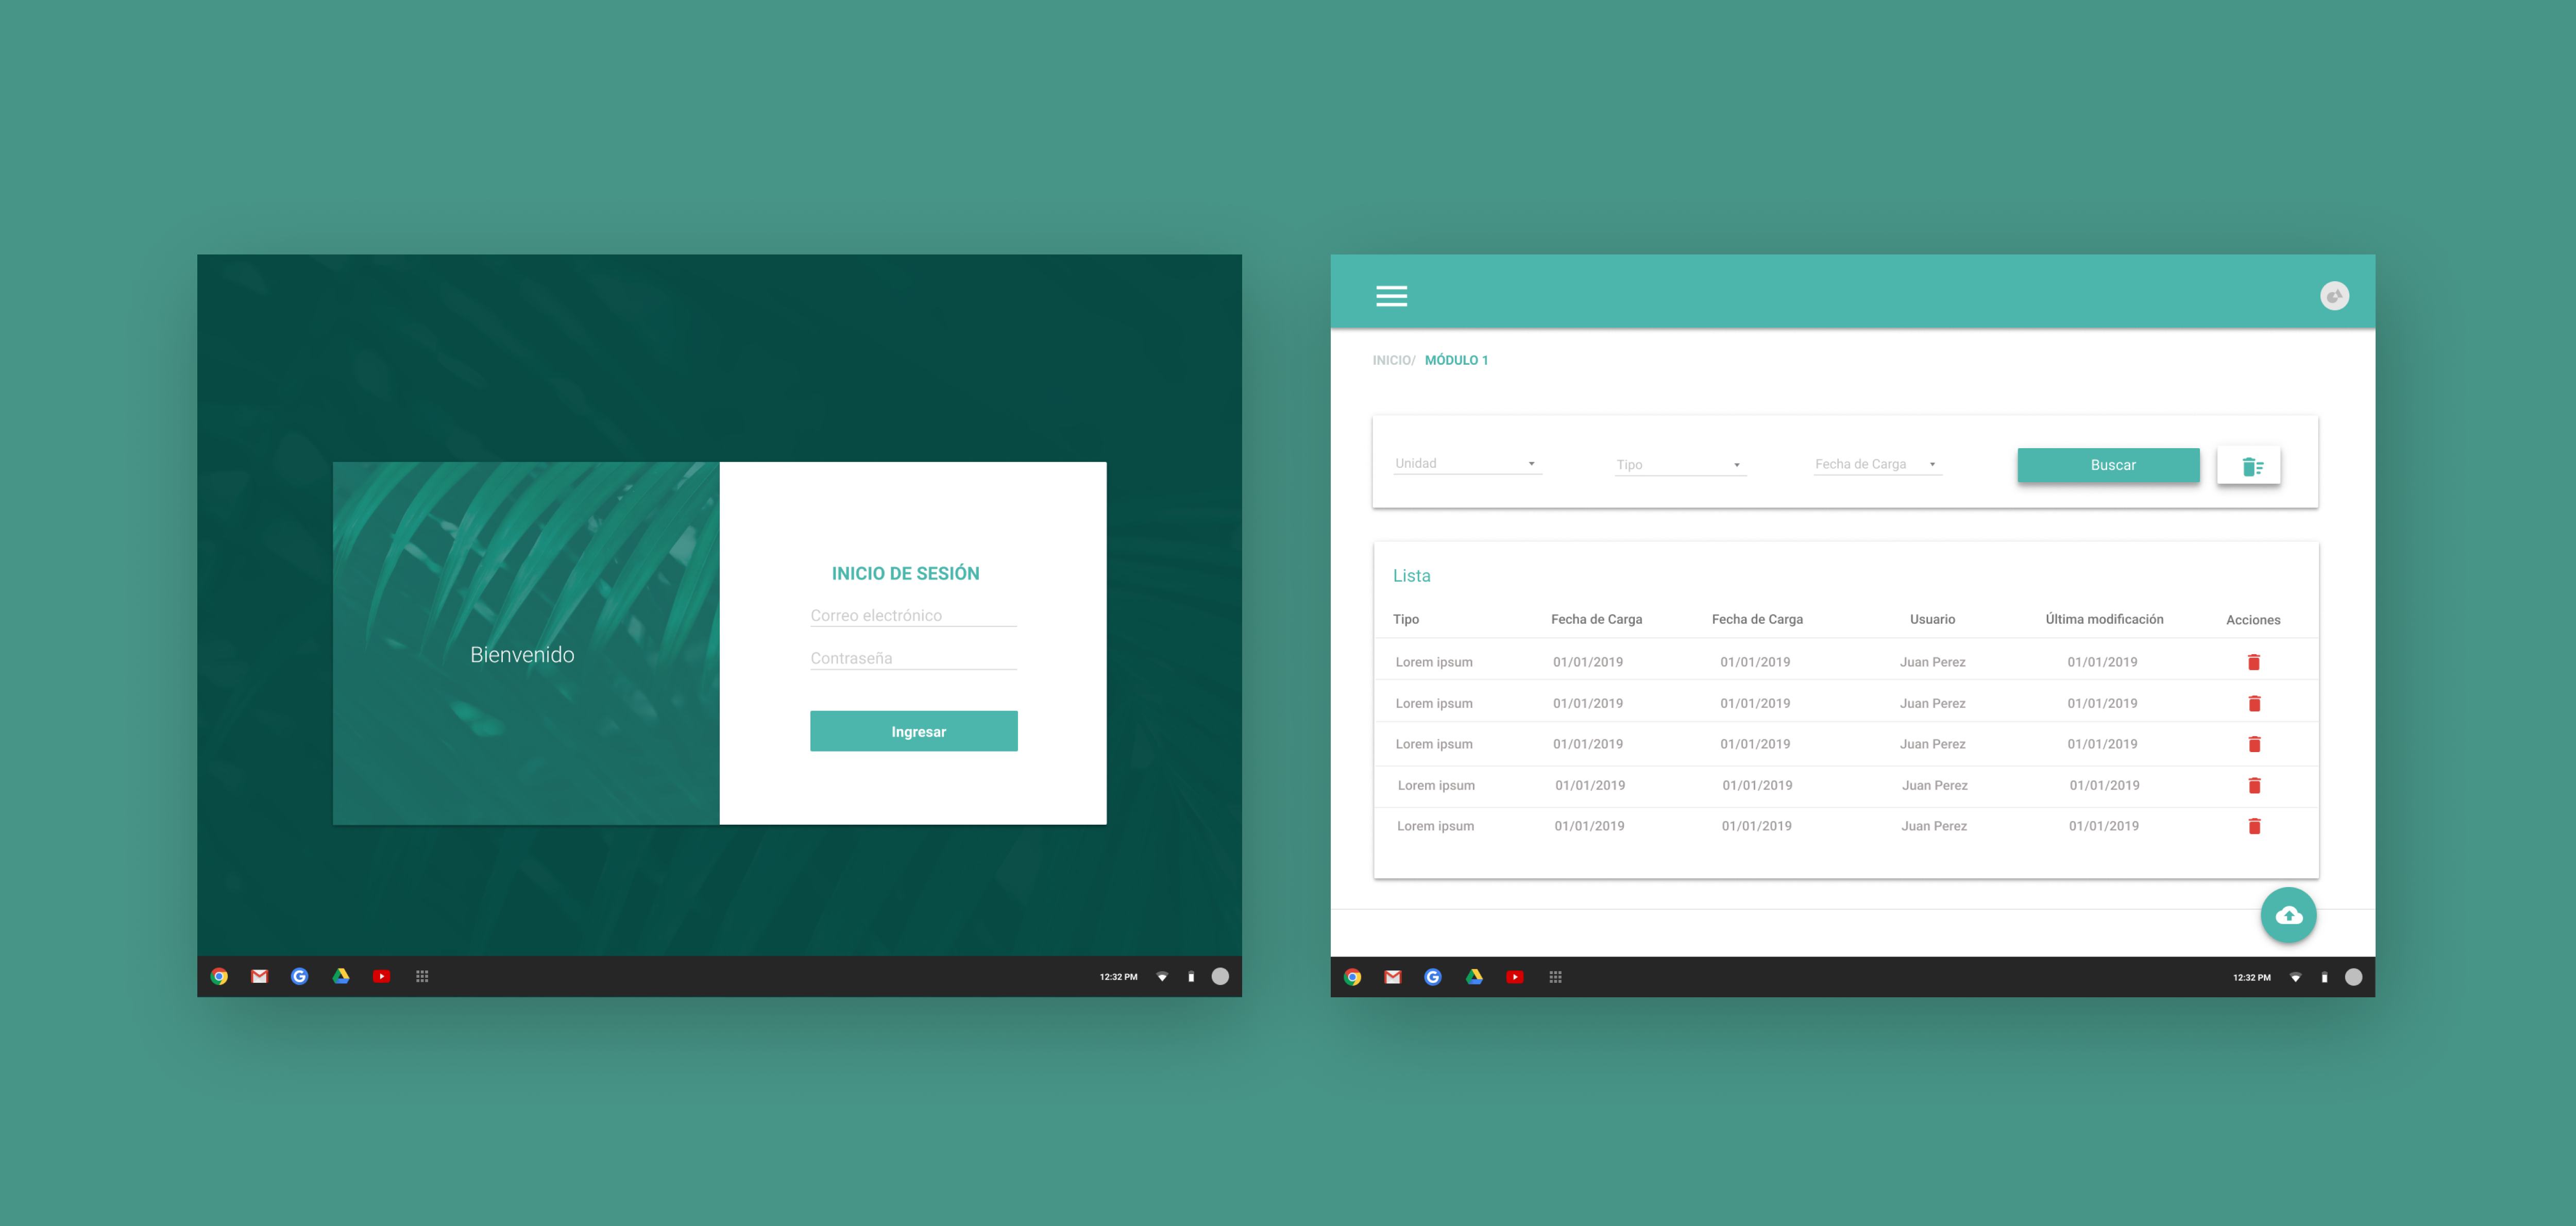 Bienvenido
INICIO DE SESIÓN
Correo electrónico
Contraseña
Ingresar
12:32 PM
INICIO/ MÓDULO 1
Unidad Tipo Fecha de Carga Buscar
Lista
Tipo Fecha de Carga Fecha de Carga Usuario Última modificación Acciones
Lorem ipsum 01/01/2019 01/01/2019 Juan Perez 01/01/2019
Lorem ipsum 01/01/2019 01/01/2019 Juan Perez 01/01/2019
Lorem ipsum 01/01/2019 01/01/2019 Juan Perez 01/01/2019
Lorem ipsum 01/01/2019 01/01/2019 Juan Perez 01/01/2019
Lorem ipsum 01/01/2019 01/01/2019 Juan Perez 01/01/2019
12:32 PM